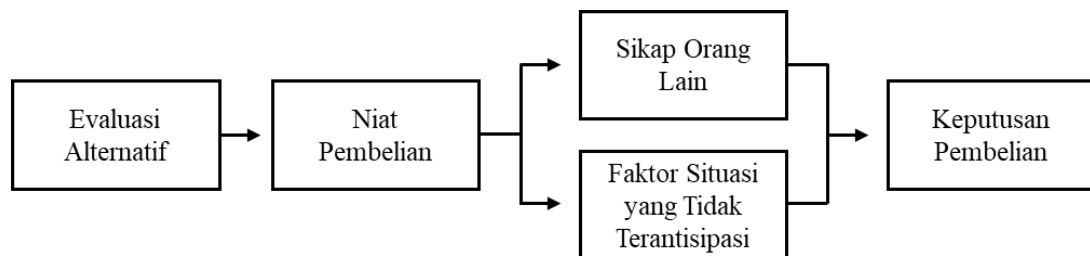 Evaluasi
Alternatif
Niat
Pembelian
Sikap Orang
Lain
Faktor Situasi
yang Tidak
Terantisipasi
Keputusan
Pembelian